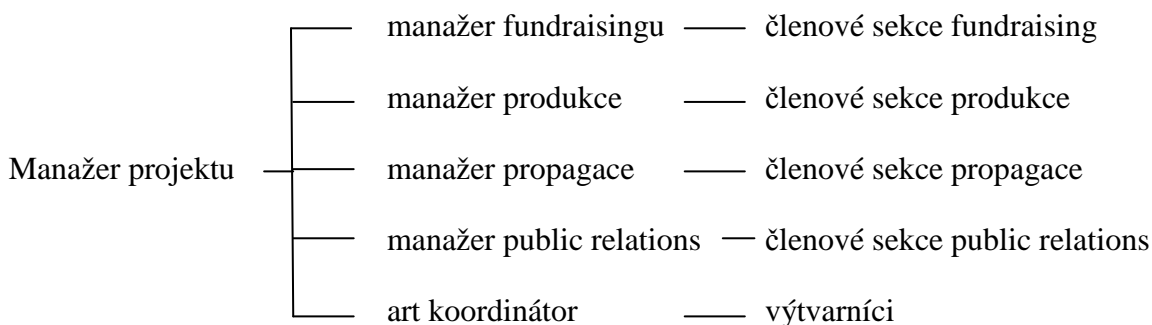 manažer fundraisingu členové sekce fundraising
manažer produkce členové sekce produkce
Manažer projektu manažer propagace členové sekce propagace
manažer public relations členové sekce public relations
art koordinátor výtvarníci